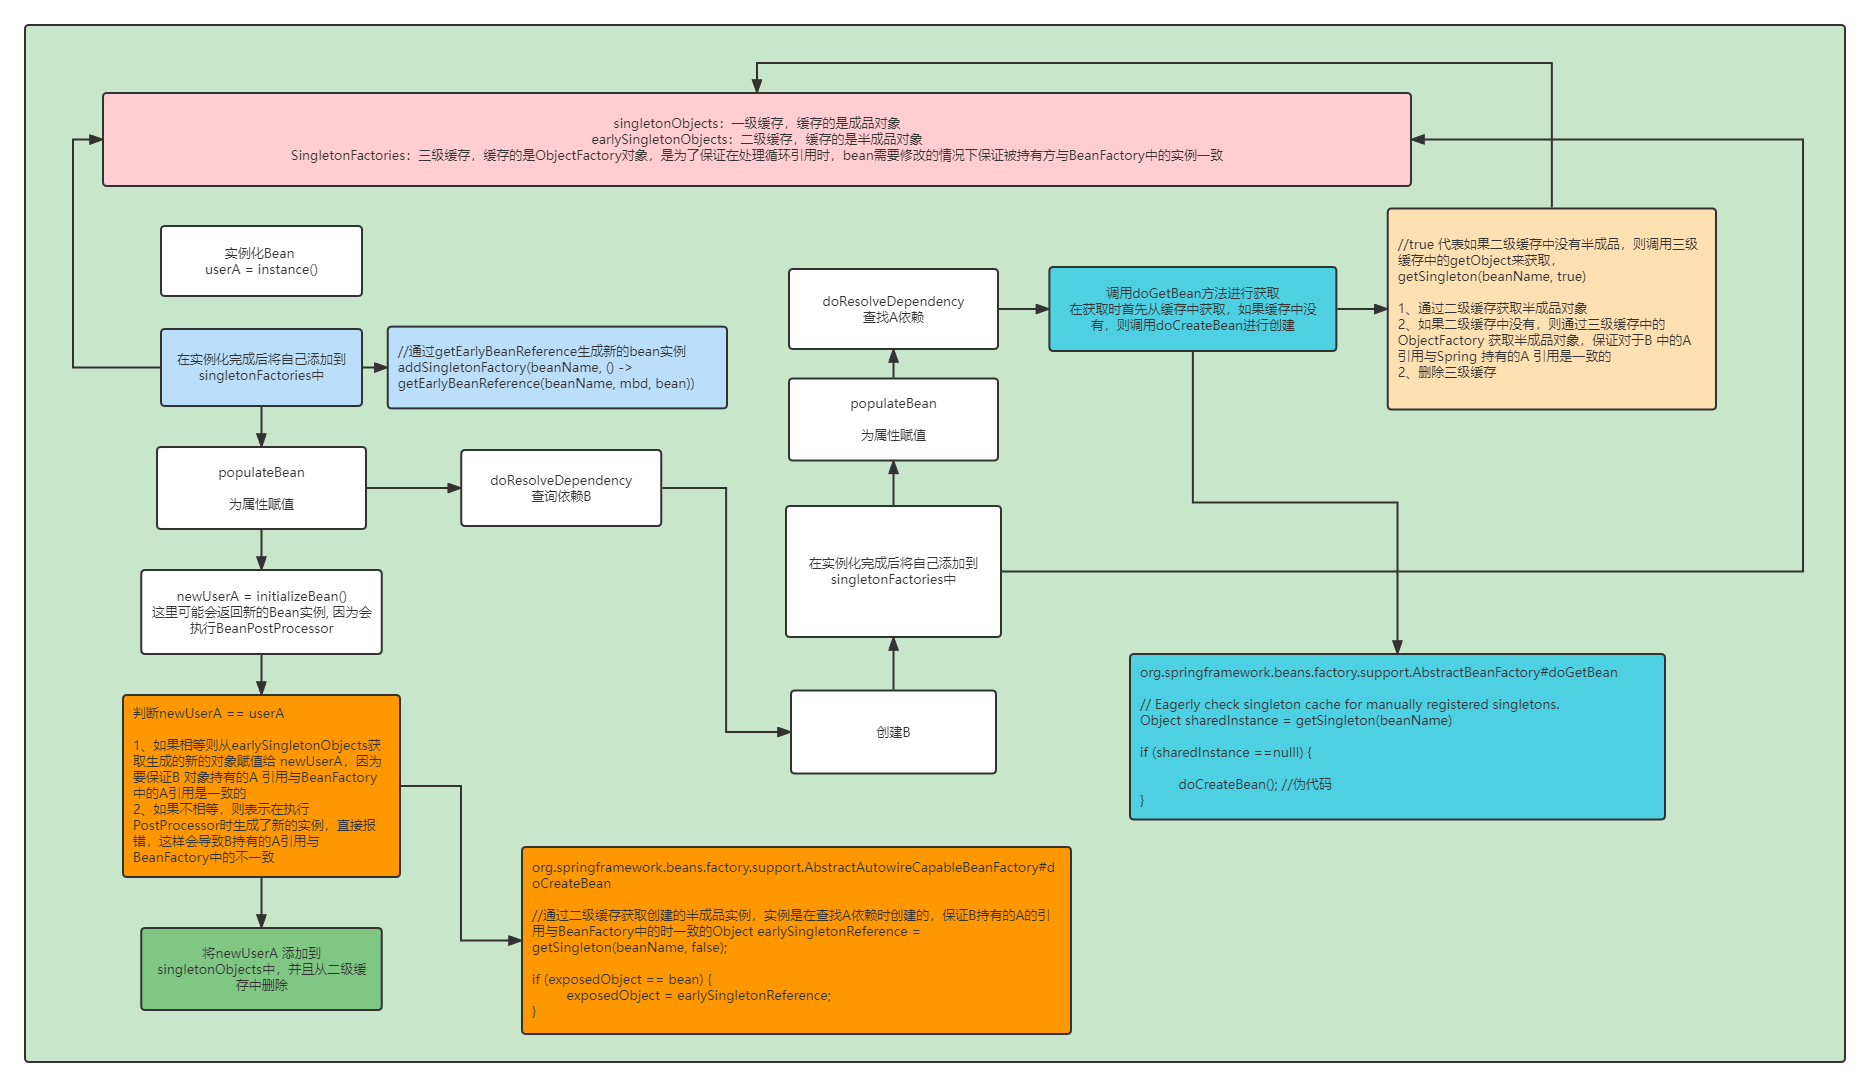 singletonObjects：一级缓存，缓存的是成品对象
earlySingletonObjects：二级缓存，缓存的是半成品对象
SingletonFactories：三级缓存，缓存的是ObjectFactory对象，是为了保证在处理循环引用时，bean需要修改的情况下保证被持有方与BeanFactory中的实例一致
实例化Bean
userA = instance()
在实例化完成后将自己添加到
singletonFactories中
//通过getEarlyBeanReference生成新的bean实例
addSingletonFactory(beanName, () ->
getEarlyBeanReference(beanName, mbd, bean))
populateBean
为属性赋值
doResolveDependency
查询依赖B
newUserA = initializeBean()
这里可能会返回新的Bean实例, 因为会
执行BeanPostProcessor
判断newUserA == userA
1、如果相等则从earlySingletonObjects获
取生成的新的对象赋值给 newUserA，因为
要保证B 对象持有的A 引用与BeanFactory
中的A引用是一致的
2、如果不相等，则表示在执行
PostProcessor时生成了新的实例，直接报
错，这样会导致B持有的A引用与
BeanFactory中的不一致
将newUserA 添加到
singletonObjects中，并且从二级缓
存中删除
org.springframework.beans.factory.support.AbstractAutowireCapableBeanFactory#d
oCreateBean
//通过二级缓存获取创建的半成品实例，实例是在查找A依赖时创建的，保证B持有的A的引
用与BeanFactory中的时一致的Object earlySingletonReference =
getSingleton(beanName, false);
if (exposedObject == bean) {
exposedObject = earlySingletonReference;
}
doResolveDependency
查找A依赖
populateBean
为属性赋值
在实例化完成后将自己添加到
singletonFactories中
创建B
调用doGetBean方法进行获取
在获取时首先从缓存中获取，如果缓存中没
有，则调用doCreateBean进行创建
//true 代表如果二级缓存中没有半成品，则调用三级
缓存中的getObject来获取，
getSingleton(beanName, true)
1、通过二级缓存获取半成品对象
2、如果二级缓存中没有，则通过三级缓存中的
ObjectFactory 获取半成品对象，保证对于B 中的A
引用与Spring 持有的A 引用是一致的
2、删除三级缓存
org.springframework.beans.factory.support.AbstractBeanFactory#doGetBean
// Eagerly check singleton cache for manually registered singletons.
Object sharedInstance = getSingleton(beanName)
if (sharedInstance ==nulll) {
doCreateBean(); //伪代码
}